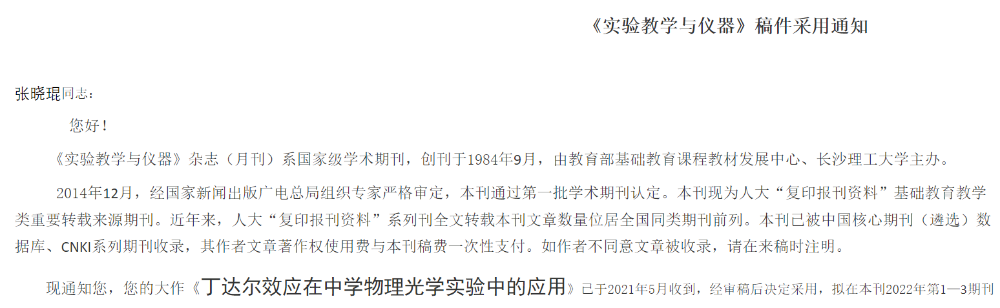 《实验教学与仪器》稿件采用通知
张晓琨同志：
您好！
《实验教学与仪器》杂志（月刊）系国家级学术期刊，创刊于1984年9月，由教育部基础教育课程教材发展中心、长沙理工大学主办。
2014年12月，经国家新闻出版广电总局组织专家严格审定，本刊通过第一批学术期刊认定。本刊现为人大“复印报刊资料”基础教育教学
类重要转载来源期刊。近年来，人大“复印报刊资料”系列刊全文转载本刊文章数量位居全国同类期刊前列。本刊已被中国核心期刊（遴选）数
据库、CNKI系列期刊收录，其作者文章著作权使用费与本刊稿费一次性支付。如作者不同意文章被收录，请在来稿时注明。
现通知您，您的大作《丁达尔效应在中学物理光学实验中的应用》已于2021年5月收到，经审稿后决定采用，拟在本刊2022年第1—3期刊